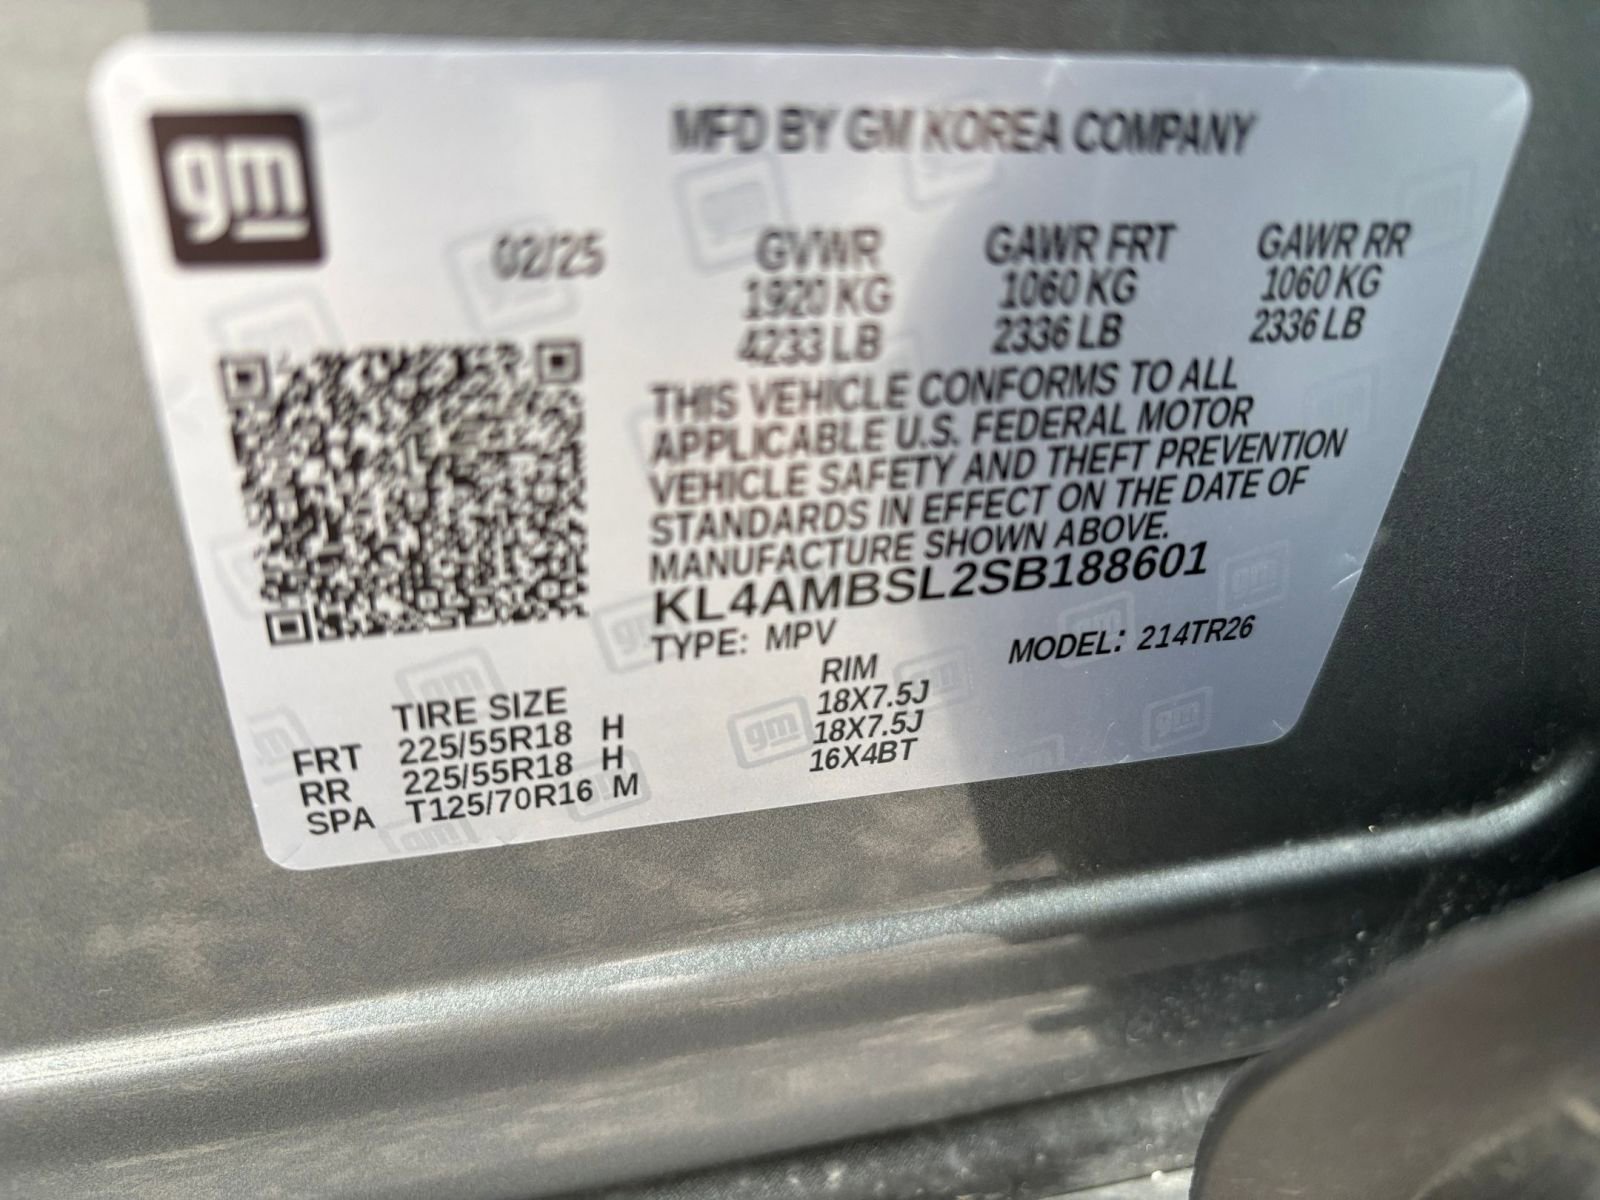 gm
MFD BY GM KOREA COMPANY
02/25
GVWR GAWR FRT GAWR RR
1920 KG 1060 KG 1060 KG
4233 LB 2336 LB 2336 LB
THIS VEHICLE CONFORMS TO ALL
APPLICABLE U.S. FEDERAL MOTOR
VEHICLE SAFETY AND THEFT PREVENTION
STANDARDS IN EFFECT ON THE DATE OF
MANUFACTURE SHOWN ABOVE.
KL4AMBSL2SB188601
TYPE: MPV MODEL: 214TR26
TIRE SIZE RIM
FRT 225/55R18 H 18X7.5J
RR 225/55R18 H 18X7.5J
SPA T125/70R16 M 16X4BT